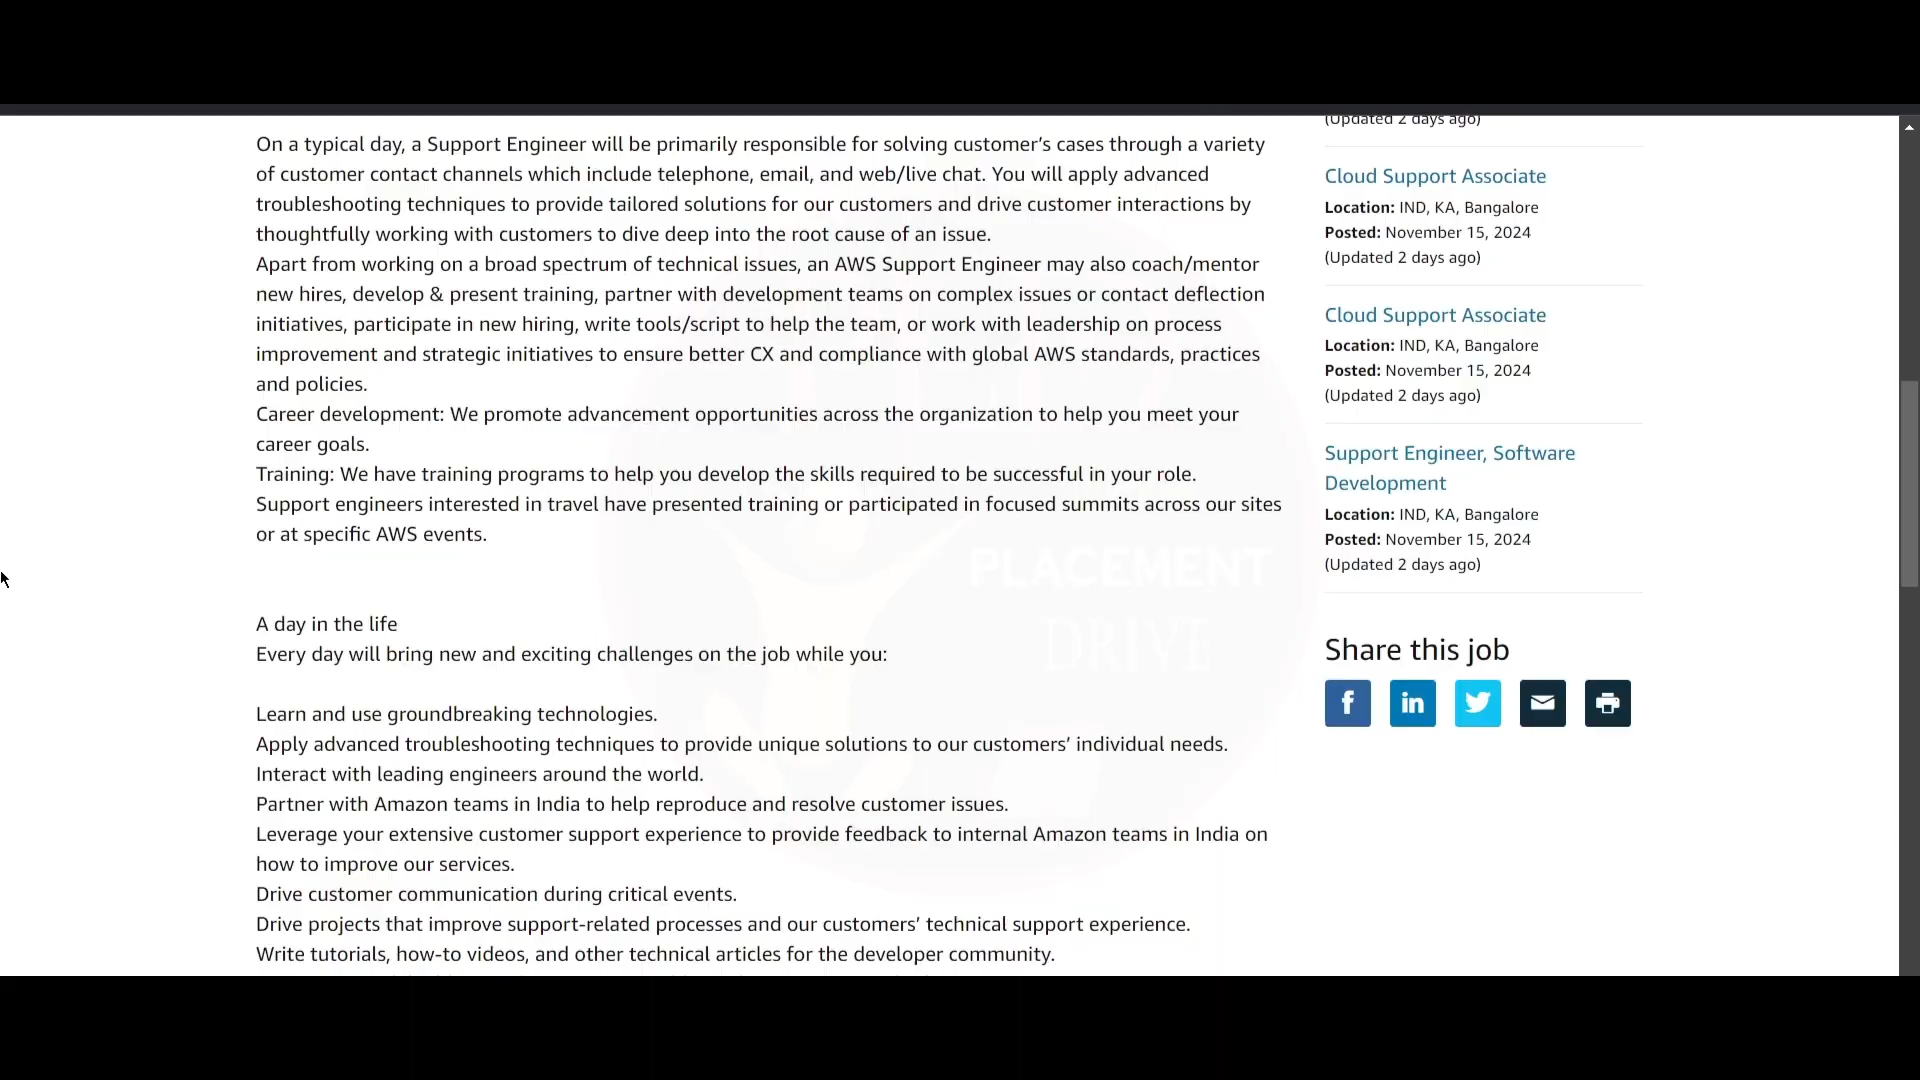 On a typical day, a Support Engineer will be primarily responsible for solving customer’s cases through a variety
of customer contact channels which include telephone, email, and web/live chat. You will apply advanced
troubleshooting techniques to provide tailored solutions for our customers and drive customer interactions by
thoughtfully working with customers to dive deep into the root cause of an issue.
Apart from working on a broad spectrum of technical issues, an AWS Support Engineer may also coach/mentor
new hires, develop & present training, partner with development teams on complex issues or contact deflection
initiatives, participate in new hiring, write tools/script to help the team, or work with leadership on process
improvement and strategic initiatives to ensure better CX and compliance with global AWS standards, practices
and policies.
Career development: We promote advancement opportunities across the organization to help you meet your
career goals.
Training: We have training programs to help you develop the skills required to be successful in your role.
Support engineers interested in travel have presented training or participated in focused summits across our sites
or at specific AWS events.
A day in the life
Every day will bring new and exciting challenges on the job while you:
Learn and use groundbreaking technologies.
Apply advanced troubleshooting techniques to provide unique solutions to our customers’ individual needs.
Interact with leading engineers around the world.
Partner with Amazon teams in India to help reproduce and resolve customer issues.
Leverage your extensive customer support experience to provide feedback to internal Amazon teams in India on
how to improve our services.
Drive customer communication during critical events.
Drive projects that improve support-related processes and our customers’ technical support experience.
Write tutorials, how-to videos, and other technical articles for the developer community.
(Updated 2 days ago)
Cloud Support Associate
Location: IND, KA, Bangalore
Posted: November 15, 2024
(Updated 2 days ago)
Cloud Support Associate
Location: IND, KA, Bangalore
Posted: November 15, 2024
(Updated 2 days ago)
Support Engineer, Software
Development
Location: IND, KA, Bangalore
Posted: November 15, 2024
(Updated 2 days ago)
Share this job
PLACEMENT
DRIVE